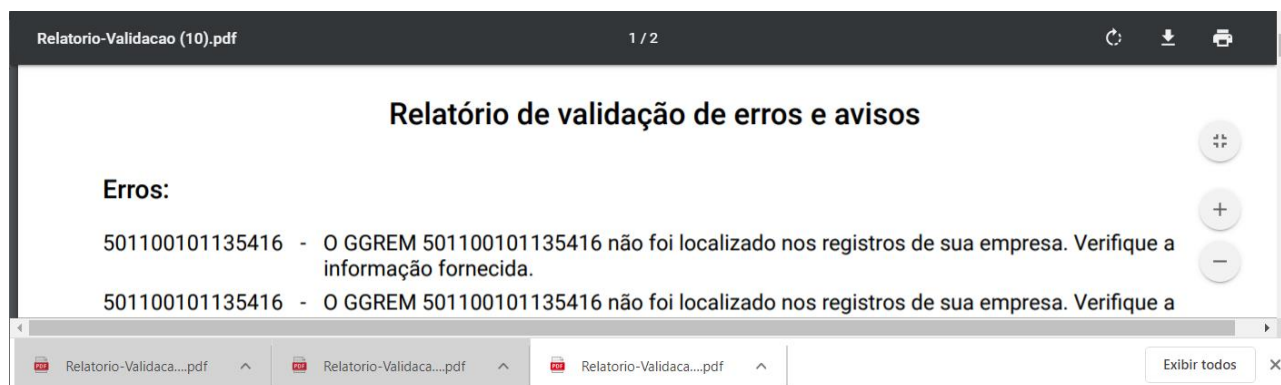 Relatorio-Validacao (10).pdf
1 / 2
Relatório de validação de erros e avisos
Erros:
501100101135416 - O GGREM 501100101135416 não foi localizado nos registros de sua empresa. Verifique a
informação fornecida.
501100101135416 - O GGREM 501100101135416 não foi localizado nos registros de sua empresa. Verifique a
Relatorio-Validaca....pdf
Relatorio-Validaca....pdf
Relatorio-Validaca....pdf
Exibir todos